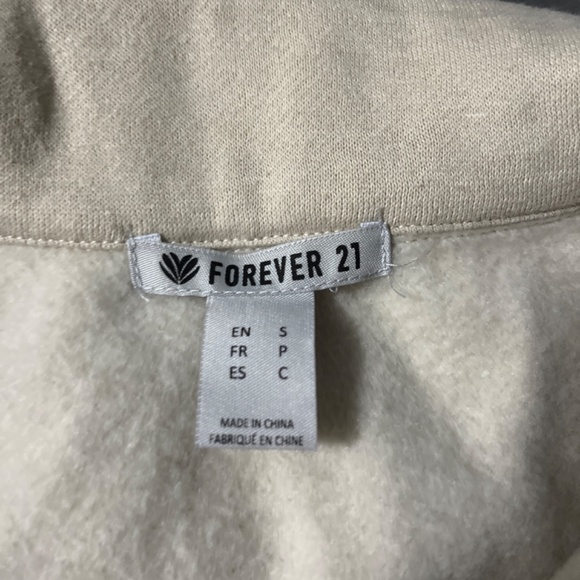 FOREVER 21
EN S
FR P
ES C
MADE IN CHINA
FABRIQUÉ EN CHINE